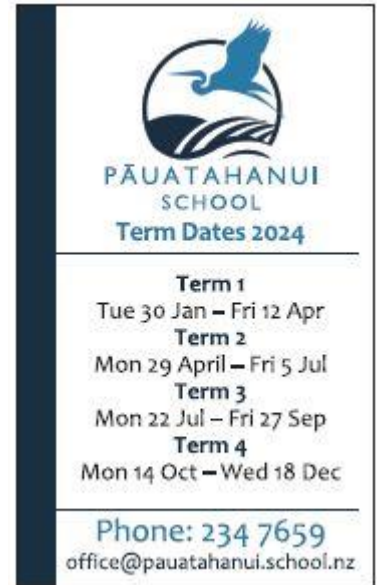 PĀUATAHANUI
SCHOOL
Term Dates 2024
Term 1
Tue 30 Jan – Fri 12 Apr
Term 2
Mon 29 April – Fri 5 Jul
Term 3
Mon 22 Jul – Fri 27 Sep
Term 4
Mon 14 Oct – Wed 18 Dec
Phone: 234 7659
office@pauatahanui.school.nz